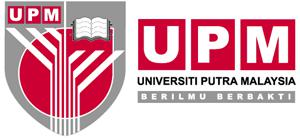 UPM
UPM
UNIVERSITI PUTRA MALAYSIA
BERILMU BERBAKTI